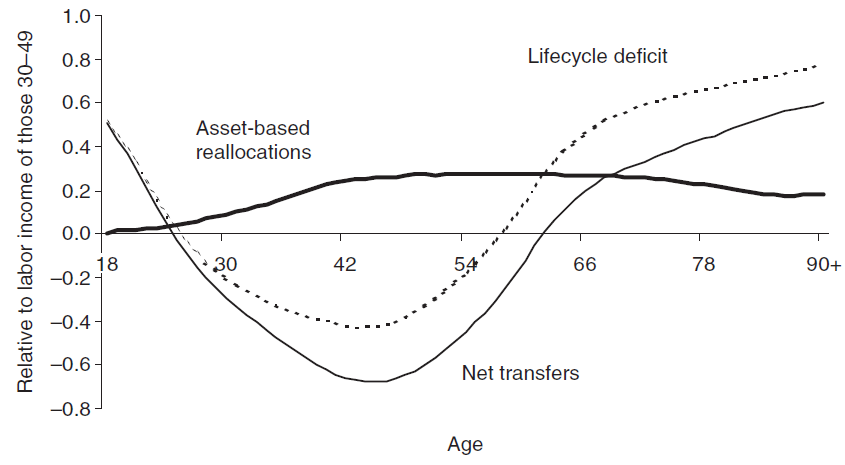 Relative to labor income of those 30–49
1.0
0.8
0.6
0.4
0.2
0.0
–0.2
–0.4
–0.6
–0.8
Lifecycle deficit
Asset-based
reallocations
18
30
42
54
66
78
90+
Net transfers
Age